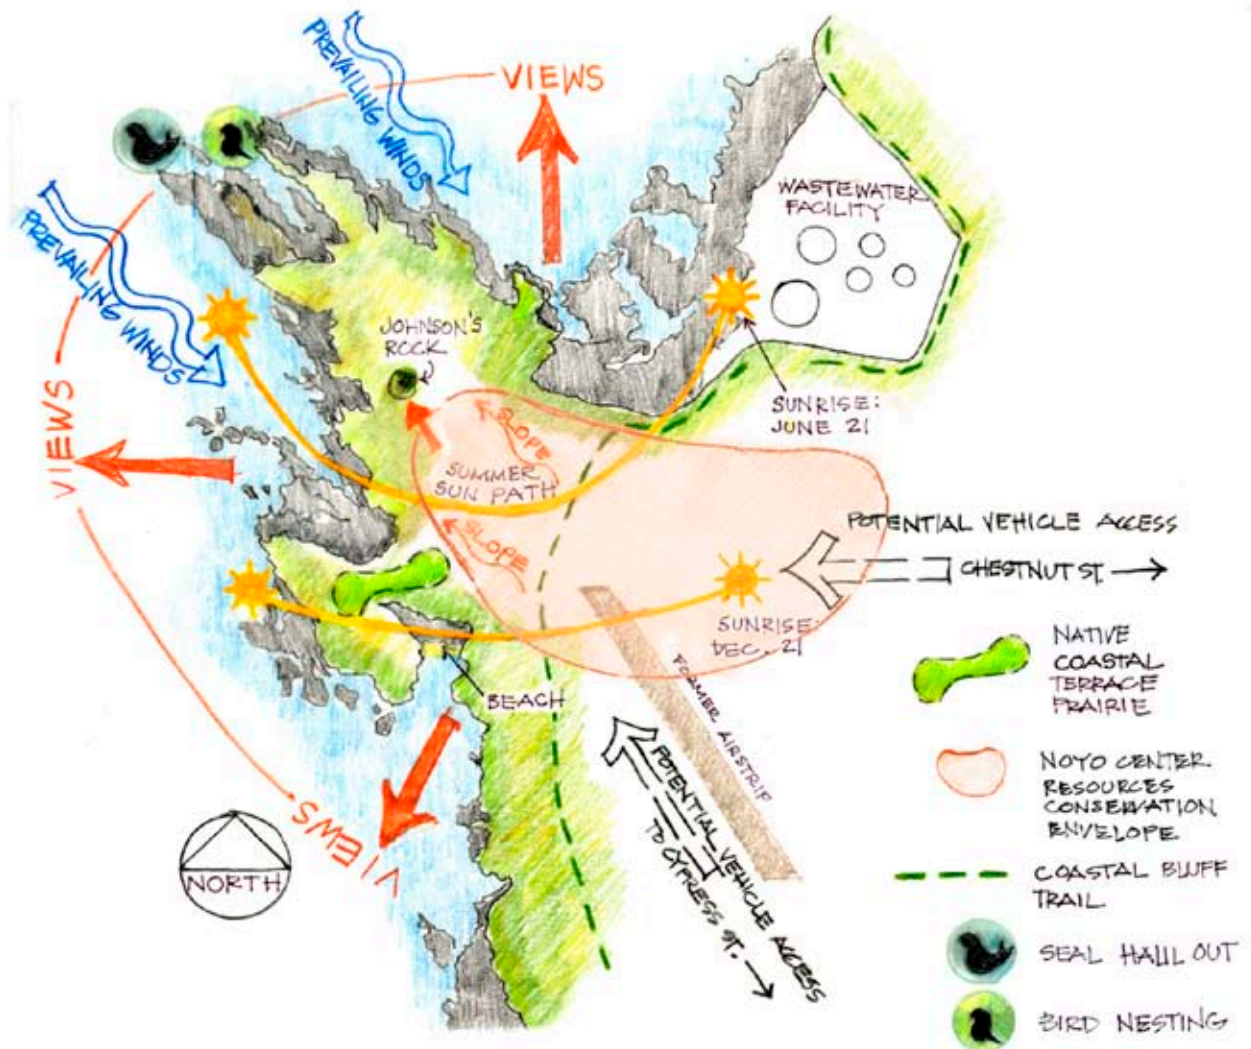 PREVAILING WINDS
VIEWS
PREVAILING WINDS
WASTEWATER
FACILITY
JOHNSON'S
ROCK
SUNRISE:
JUNE 21
SLOPE
SUMMER
SUN PATH
VIEWS
SLOPE
POTENTIAL VEHICLE ACCESS
CHESTNUT ST.
SUNRISE:
DEC. 21
BEACH
FORMER AIRSTRIP
POTENTIAL VEHICLE ACCESS
TO CYPRESS ST.
VIEWS
NORTH
NATIVE
COASTAL
TERRACE
PRAIRIE
NOYO CENTER
RESOURCES
CONSERVATION
ENVELOPE
COASTAL BLUFF
TRAIL
SEAL HAUL OUT
BIRD NESTING